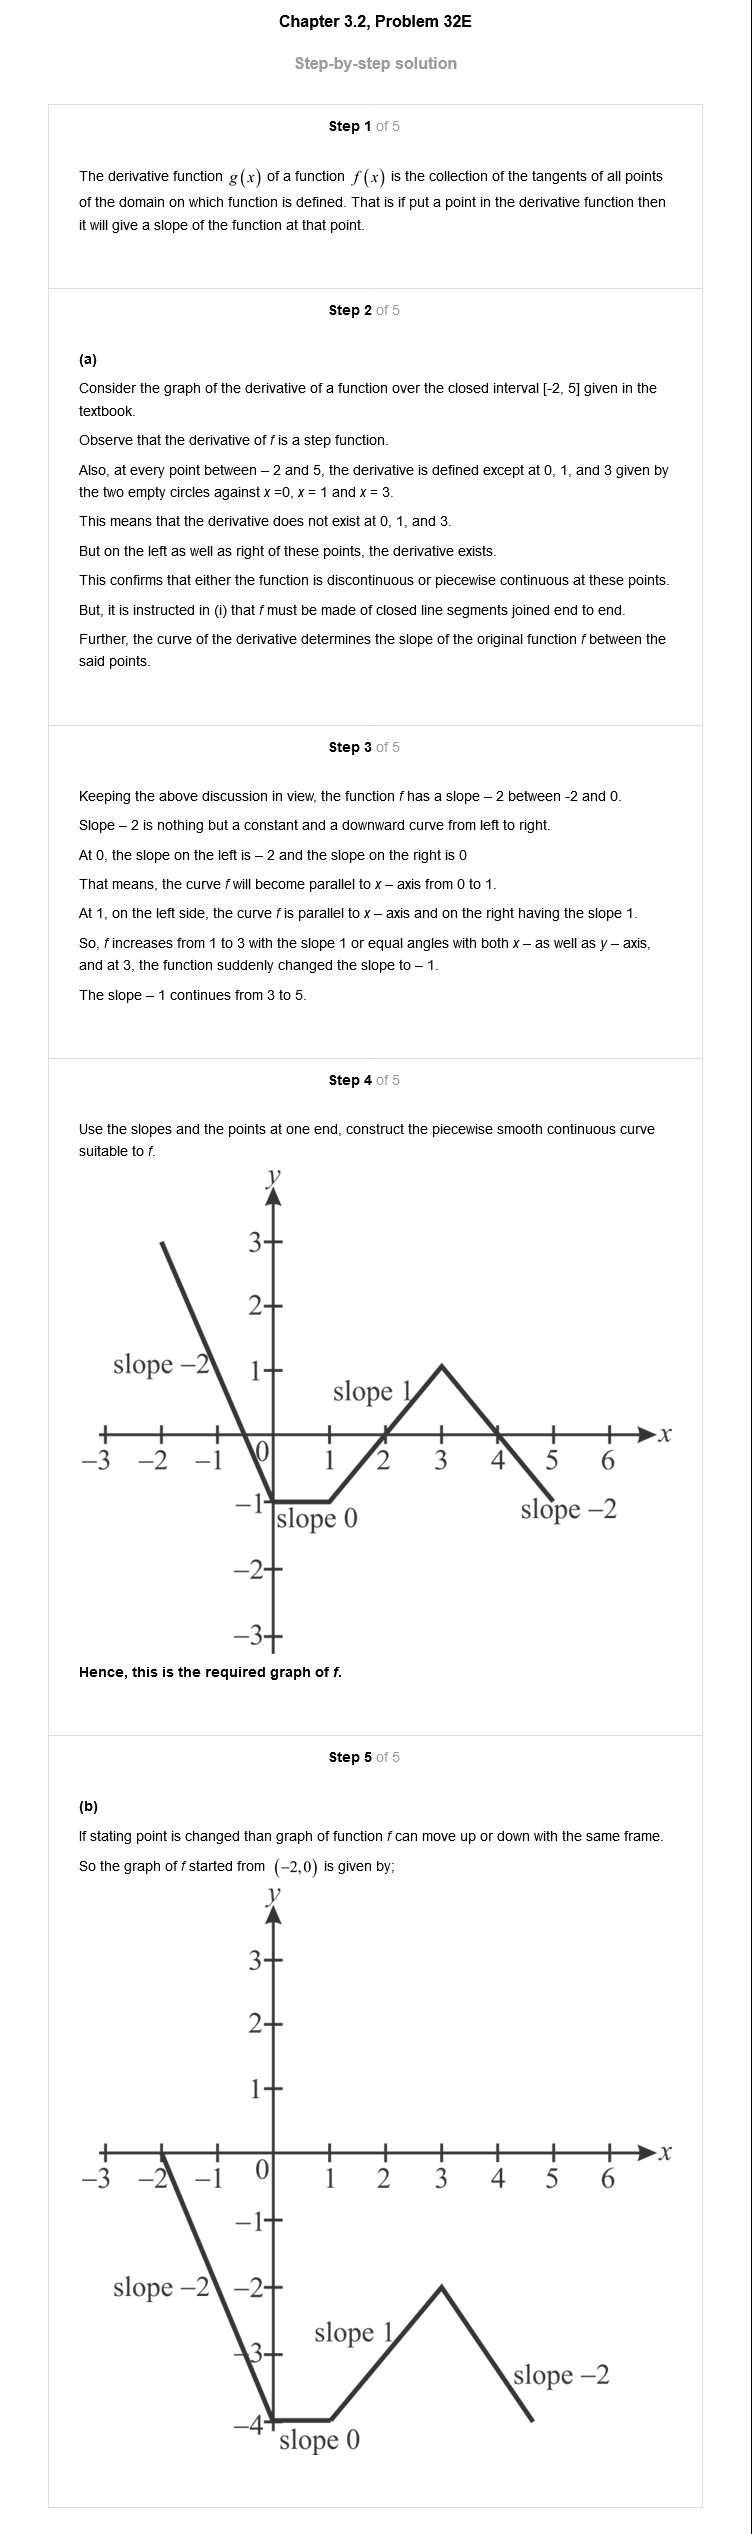 Chapter 3.2, Problem 32E
Step-by-step solution
Step 1 of 5
The derivative function g(x) of a function f(x) is the collection of the tangents of all points
of the domain on which function is defined. That is if put a point in the derivative function then
it will give a slope of the function at that point.
Step 2 of 5
(a)
Consider the graph of the derivative of a function over the closed interval [-2, 5] given in the
textbook.
Observe that the derivative of f is a step function.
Also, at every point between – 2 and 5, the derivative is defined except at 0, 1, and 3 given by
the two empty circles against x =0, x = 1 and x = 3.
This means that the derivative does not exist at 0, 1, and 3.
But on the left as well as right of these points, the derivative exists.
This confirms that either the function is discontinuous or piecewise continuous at these points.
But, it is instructed in (i) that f must be made of closed line segments joined end to end.
Further, the curve of the derivative determines the slope of the original function f between the
said points.
Step 3 of 5
Keeping the above discussion in view, the function f has a slope – 2 between -2 and 0.
Slope – 2 is nothing but a constant and a downward curve from left to right.
At 0, the slope on the left is – 2 and the slope on the right is 0
That means, the curve f will become parallel to x – axis from 0 to 1.
At 1, on the left side, the curve f is parallel to x – axis and on the right having the slope 1.
So, f increases from 1 to 3 with the slope 1 or equal angles with both x – as well as y – axis,
and at 3, the function suddenly changed the slope to – 1.
The slope – 1 continues from 3 to 5.
Step 4 of 5
Use the slopes and the points at one end, construct the piecewise smooth continuous curve
suitable to f.
y
3
2
slope –2
1
slope 1
x
–3 –2 –1 0 1 2 3 4 5 6
–1
slope 0
slope –2
–2
–3
Hence, this is the required graph of f.
Step 5 of 5
(b)
If stating point is changed than graph of function f can move up or down with the same frame.
So the graph of f started from (–2,0) is given by;
y
3
2
1
x
–3 –2 –1 0 1 2 3 4 5 6
–1
slope –2
–2
slope 1
–3
slope –2
–4
slope 0